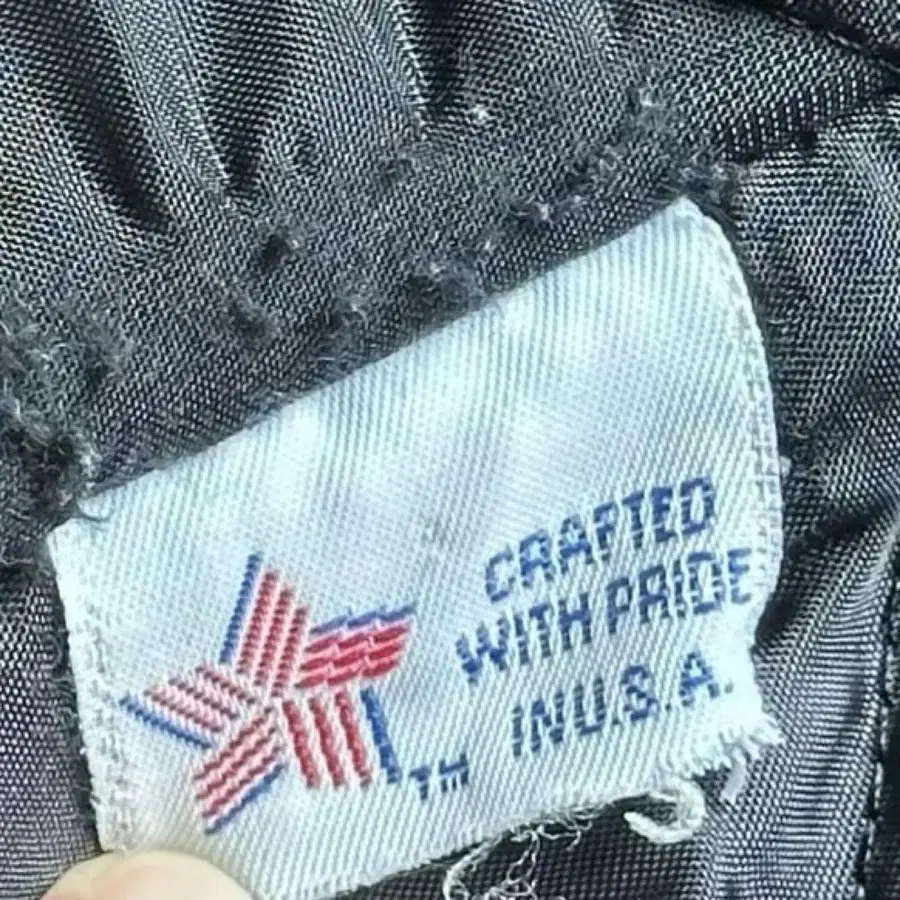 CRAFTED
WITH PRIDE
IN U.S.A.
TM